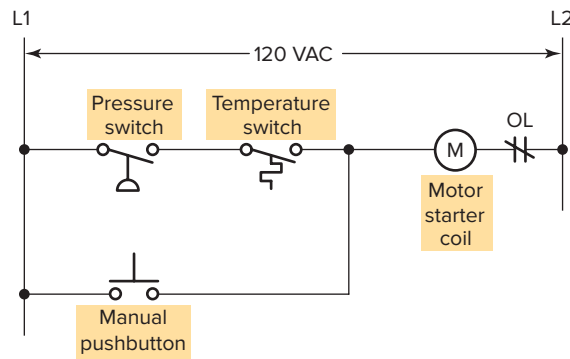 L1
L2
120 VAC
Pressure
switch
Temperature
switch
OL
M
Motor
starter
coil
Manual
pushbutton